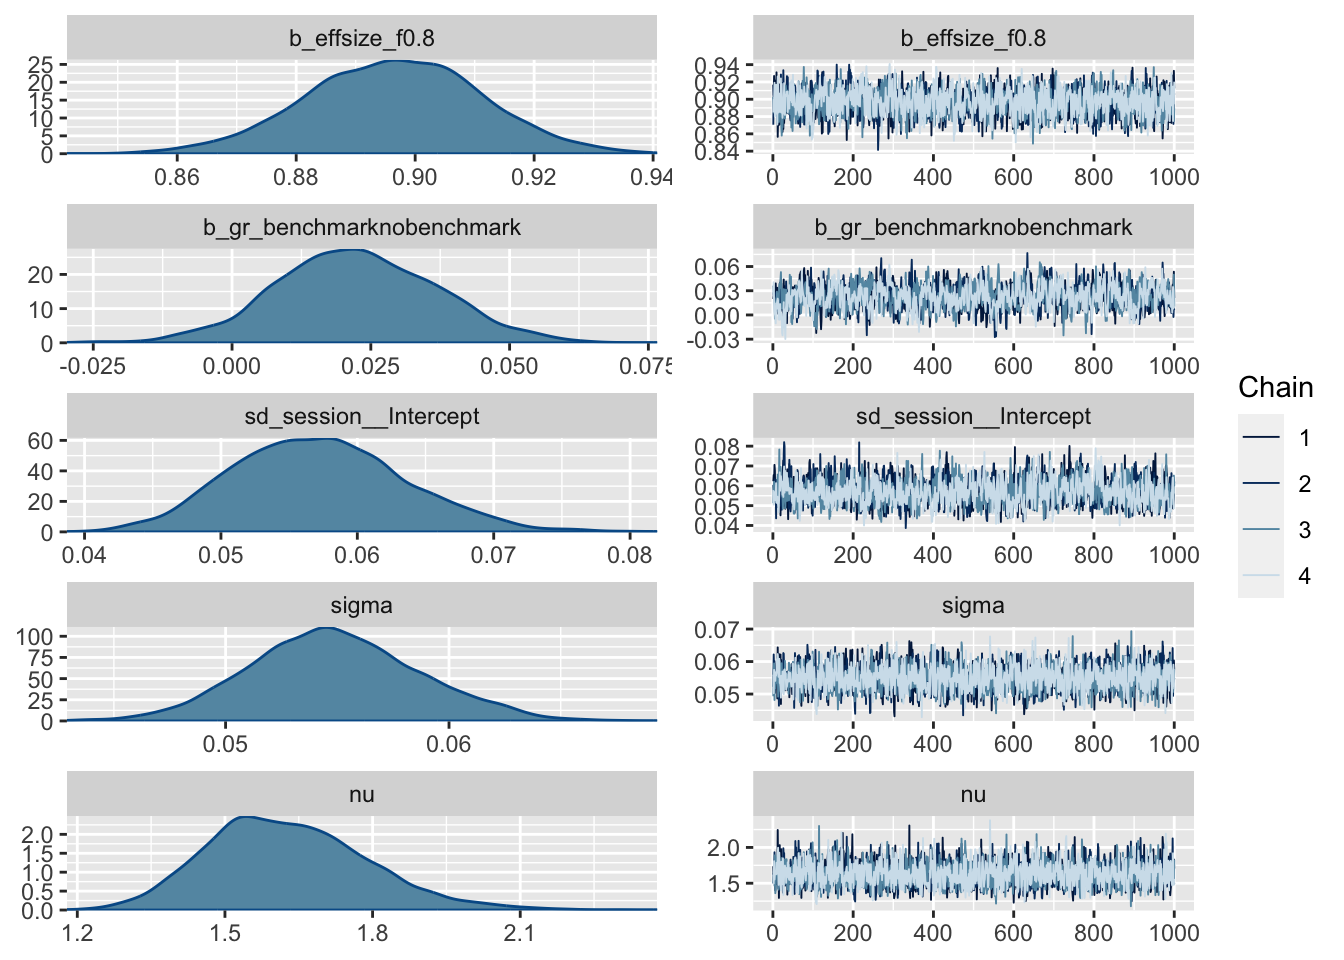 b_effsize_f0.8
25
20
15
10
5
0
0.86 0.88 0.90 0.92 0.94
b_effsize_f0.8
0.94
0.92
0.90
0.88
0.86
0.84
0 200 400 600 800 1000
b_gr_benchmarknobenchmark
20
10
0
-0.025 0.000 0.025 0.050 0.075
b_gr_benchmarknobenchmark
0.06
0.03
0.00
-0.03
0 200 400 600 800 1000
sd_session__Intercept
60
40
20
0
0.04 0.05 0.06 0.07 0.08
sd_session__Intercept
0.08
0.07
0.06
0.05
0.04
0 200 400 600 800 1000
sigma
100
75
50
25
0
0.05 0.06
sigma
0.07
0.06
0.05
0 200 400 600 800 1000
nu
2.0
1.5
1.0
0.5
0.0
1.2 1.5 1.8 2.1
nu
2.0
1.5
0 200 400 600 800 1000
Chain
1
2
3
4